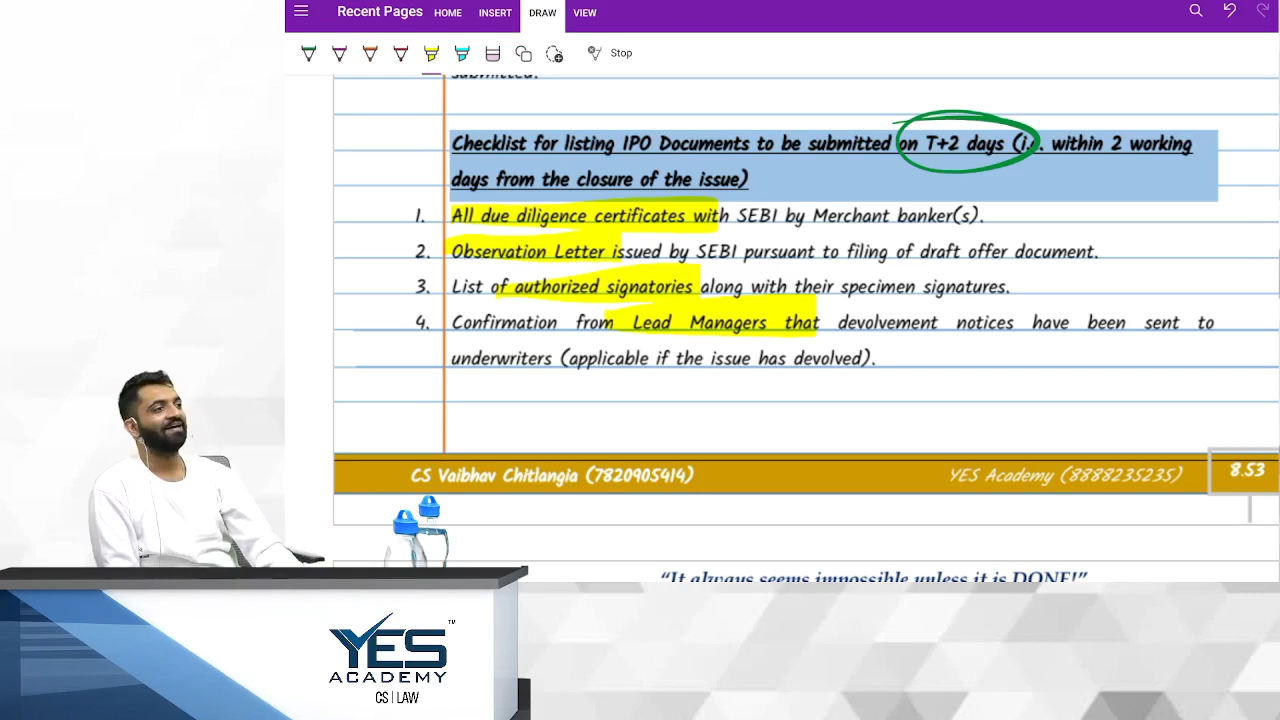 Recent Pages HOME INSERT DRAW VIEW
Stop
submitted.
Checklist for listing IPO Documents to be submitted on T+2 days (i.e. within 2 working
days from the closure of the issue)
1. All due diligence certificates with SEBI by Merchant banker(s).
2. Observation Letter issued by SEBI pursuant to filing of draft offer document.
3. List of authorized signatories along with their specimen signatures.
4. Confirmation from Lead Managers that devolvement notices have been sent to
underwriters (applicable if the issue has devolved).
CS Vaibhav Chitlangia (7820905414) YES Academy (8888235235) 8.53
“It always seems impossible unless it is DONE!”
YES™
ACADEMY
CS | LAW